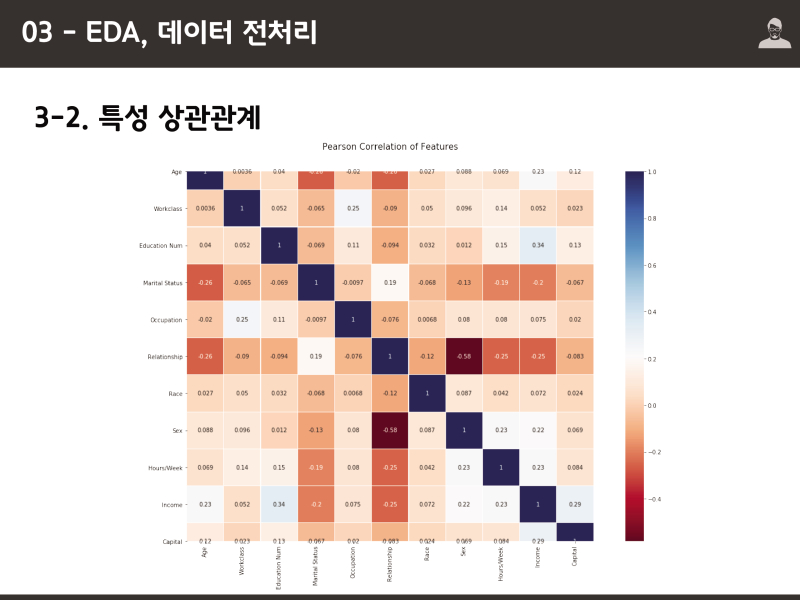 03 - EDA, 데이터 전처리
3-2. 특성 상관관계
Pearson Correlation of Features
Age 1 0.0036 0.04 -0.26 -0.02 -0.26 0.027 0.088 0.069 0.23 0.12
Workclass 0.0036 1 0.052 -0.065 0.25 -0.09 0.05 0.096 0.14 0.052 0.023
Education Num 0.04 0.052 1 -0.069 0.11 -0.094 0.032 0.012 0.15 0.34 0.13
Marital Status -0.26 -0.065 -0.069 1 -0.0097 0.19 -0.068 -0.13 -0.19 -0.2 -0.067
Occupation -0.02 0.25 0.11 -0.0097 1 -0.076 0.0068 0.08 0.08 0.075 0.02
Relationship -0.26 -0.09 -0.094 0.19 -0.076 1 -0.12 -0.58 -0.25 -0.25 -0.083
Race 0.027 0.05 0.032 -0.068 0.0068 -0.12 1 0.087 0.042 0.072 0.024
Sex 0.088 0.096 0.012 -0.13 0.08 -0.58 0.087 1 0.23 0.22 0.069
Hours/Week 0.069 0.14 0.15 -0.19 0.08 -0.25 0.042 0.23 1 0.23 0.084
Income 0.23 0.052 0.34 -0.2 0.075 -0.25 0.072 0.22 0.23 1 0.29
Capital 0.12 0.023 0.13 -0.067 0.02 -0.083 0.024 0.069 0.084 0.29
Age Workclass Education Num Marital Status Occupation Relationship Race Sex Hours/Week Income Capital
1.0
0.8
0.6
0.4
0.2
0.0
-0.2
-0.4